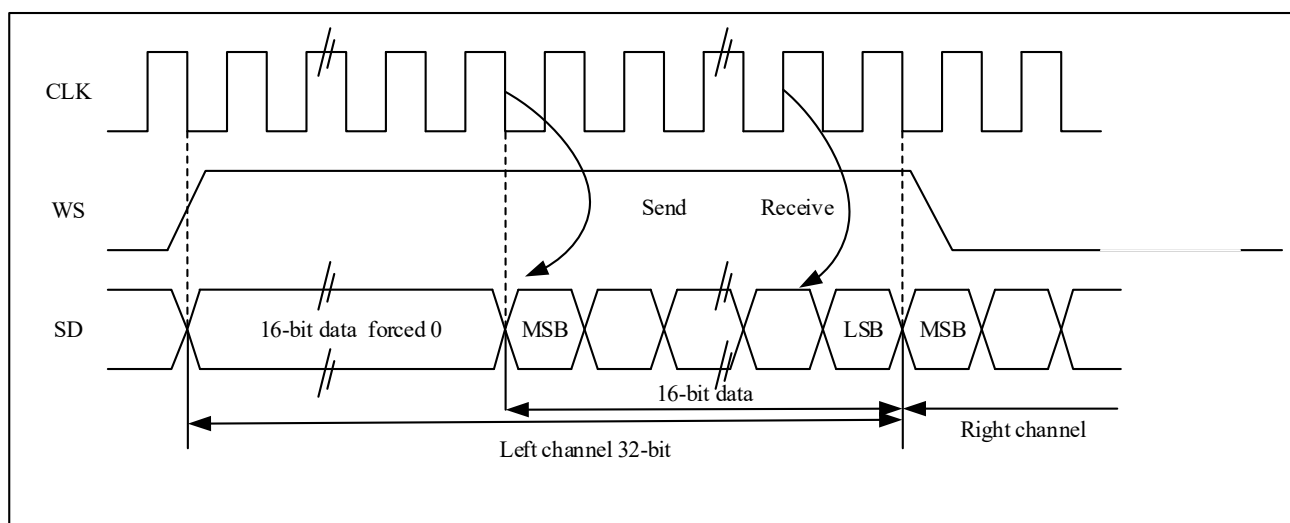 CLK
WS
Send Receive
SD
16-bit data forced 0
MSB
LSB
MSB
16-bit data
Left channel 32-bit
Right channel